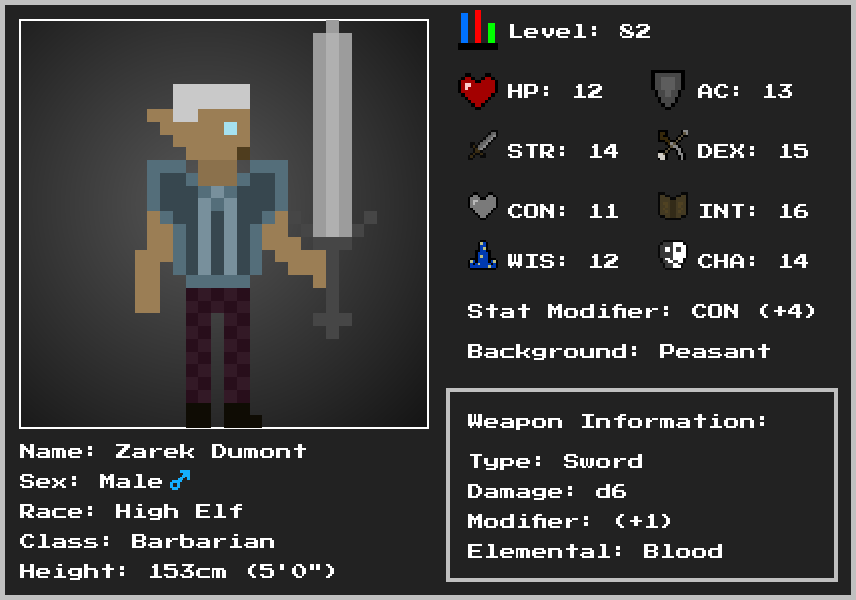 Level: 82
HP: 12 AC: 13
STR: 14 DEX: 15
CON: 11 INT: 16
WIS: 12 CHA: 14
Stat Modifier: CON (+4)
Background: Peasant
Weapon Information:
Type: Sword
Damage: d6
Modifier: (+1)
Elemental: Blood
Name: Zarek Dumont
Sex: Male ♂
Race: High Elf
Class: Barbarian
Height: 153cm (5'0")